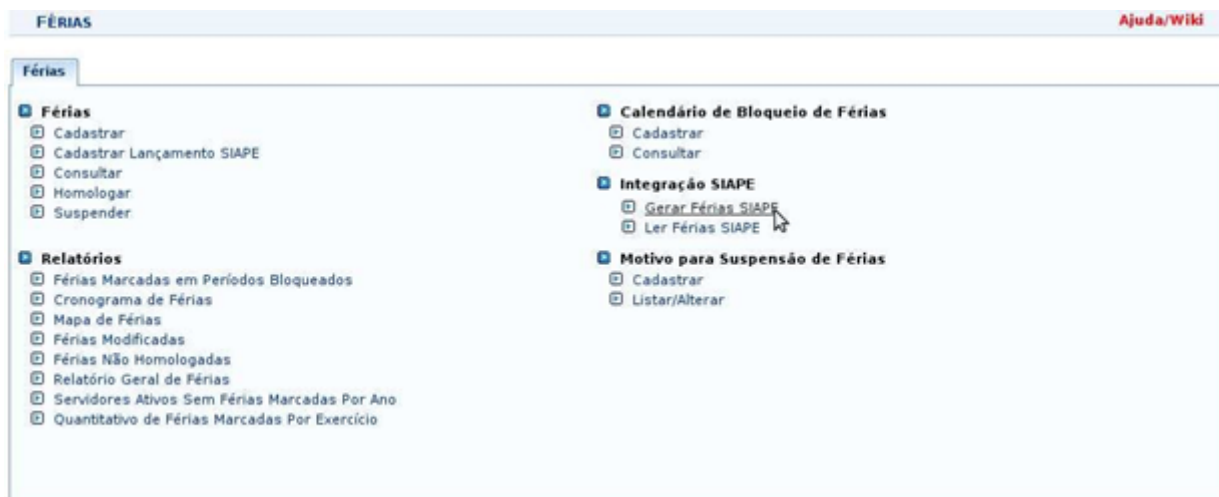 FÉRIAS
Ajuda/Wiki
Férias
Férias
Cadastrar
Cadastrar Lançamento SIAPE
Consultar
Homologar
Suspender
Relatórios
Férias Marcadas em Períodos Bloqueados
Cronograma de Férias
Mapa de Férias
Férias Modificadas
Férias Não Homologadas
Relatório Geral de Férias
Servidores Ativos Sem Férias Marcadas Por Ano
Quantitativo de Férias Marcadas Por Exercício
Calendário de Bloqueio de Férias
Cadastrar
Consultar
Integração SIAPE
Gerar Férias SIAPE
Ler Férias SIAPE
Motivo para Suspensão de Férias
Cadastrar
Listar/Alterar